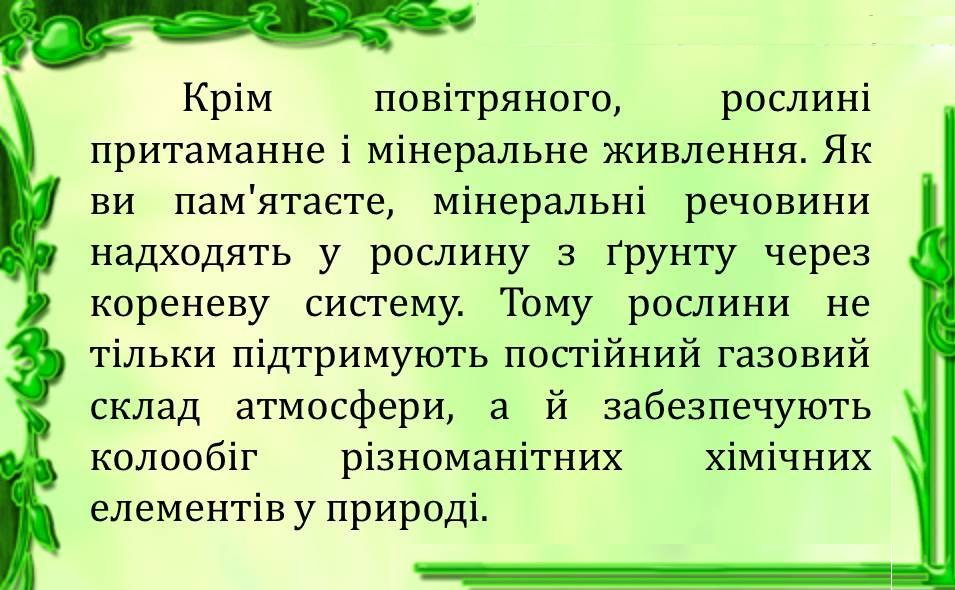 Крім повітряного, рослині
притаманне і мінеральне живлення. Як
ви пам'ятаєте, мінеральні речовини
надходять у рослину з ґрунту через
кореневу систему. Тому рослини не
тільки підтримують постійний газовий
склад атмосфери, а й забезпечують
колообіг різноманітних хімічних
елементів у природі.